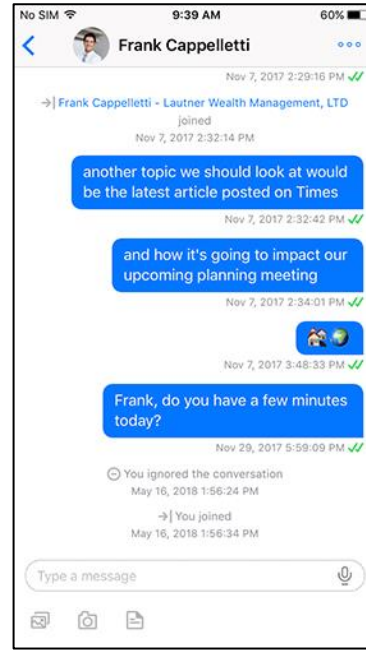 No SIM 9:39 AM 60%
Frank Cappelletti
Nov 7, 2017 2:29:16 PM
Frank Cappelletti - Lautner Wealth Management, LTD
joined
Nov 7, 2017 2:32:14 PM
another topic we should look at would
be the latest article posted on Times
Nov 7, 2017 2:32:42 PM
and how it's going to impact our
upcoming planning meeting
Nov 7, 2017 2:34:01 PM
Nov 7, 2017 3:48:33 PM
Frank, do you have a few minutes
today?
Nov 29, 2017 5:59:09 PM
You ignored the conversation
May 16, 2018 1:56:24 PM
You joined
May 16, 2018 1:56:34 PM
Type a message